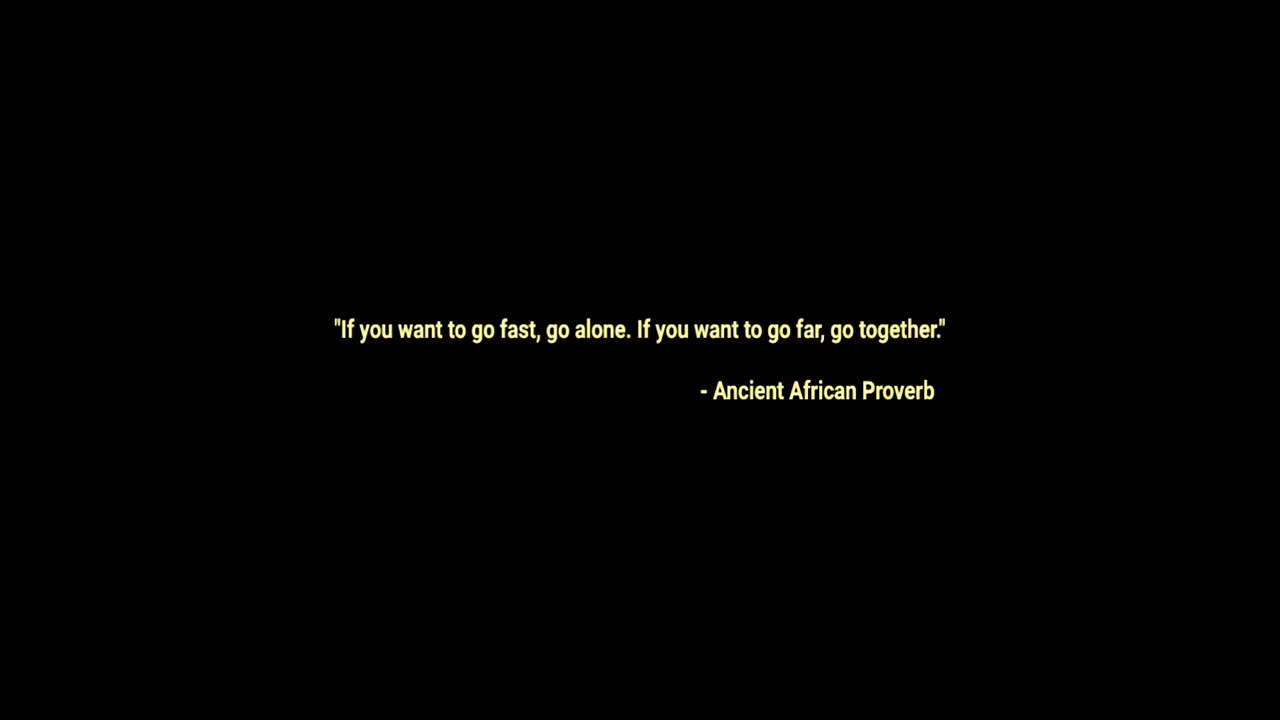 "If you want to go fast, go alone. If you want to go far, go together."
- Ancient African Proverb